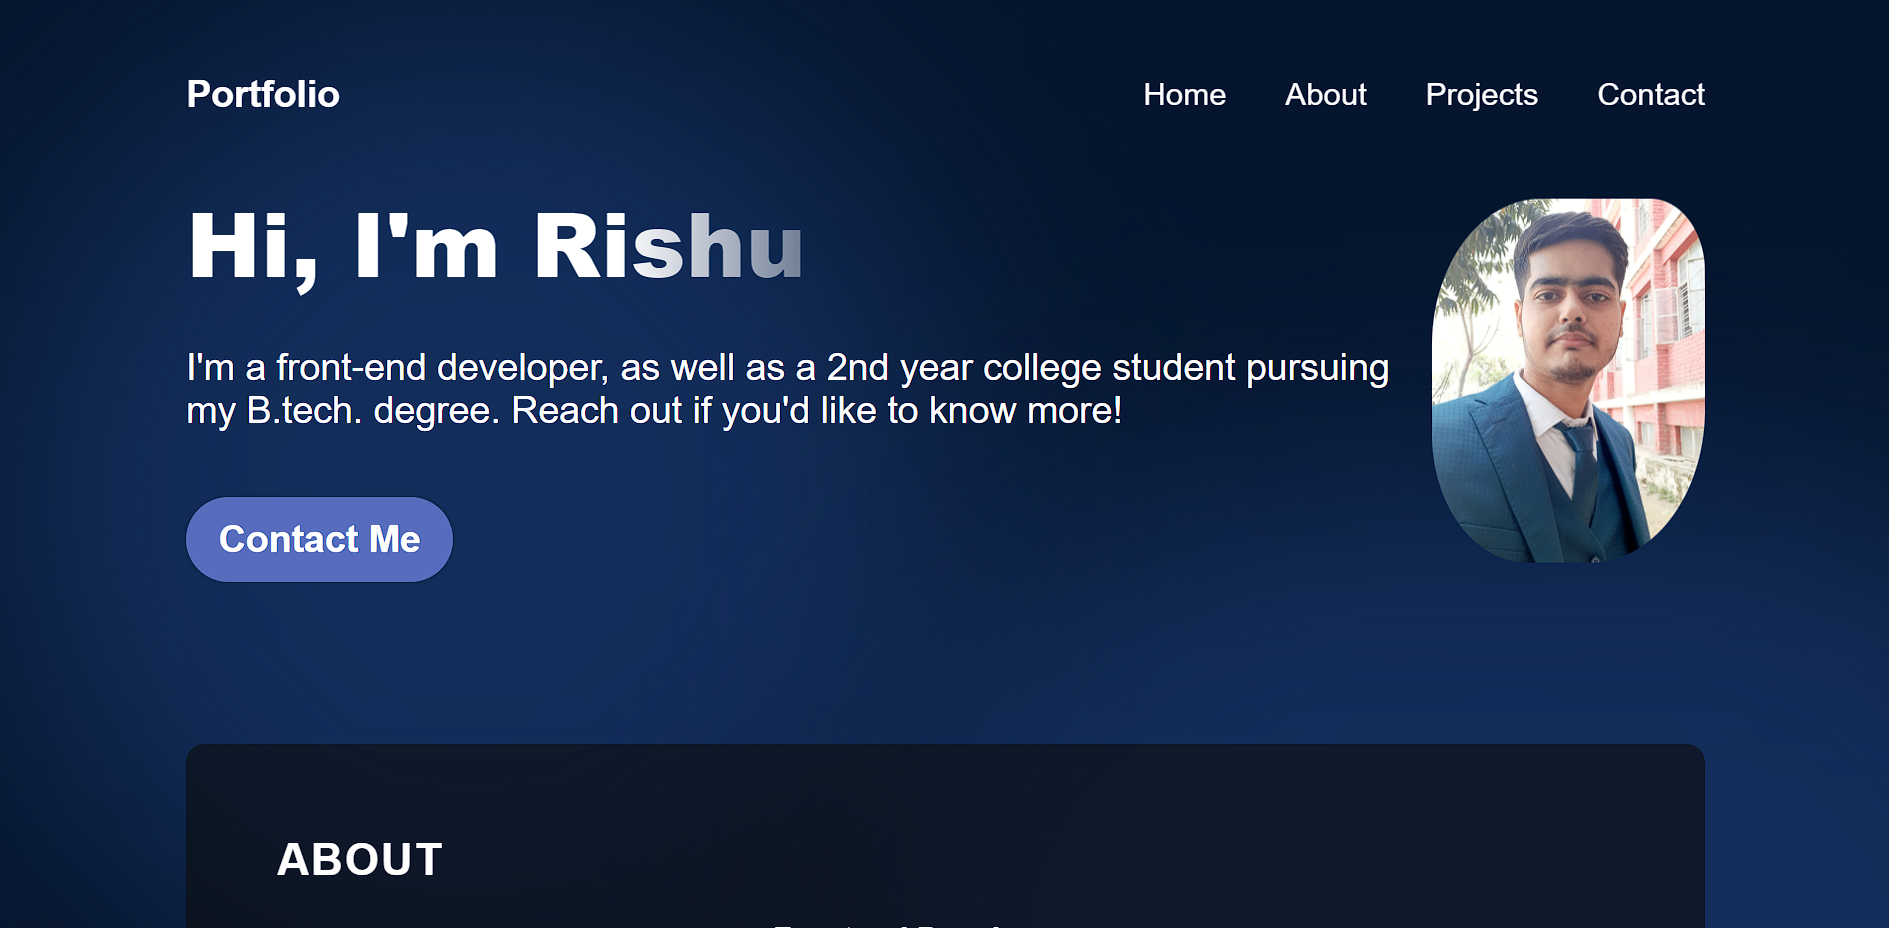 Portfolio
Home About Projects Contact
Hi, I'm Rishu
I'm a front-end developer, as well as a 2nd year college student pursuing
my B.tech. degree. Reach out if you'd like to know more!
Contact Me
ABOUT